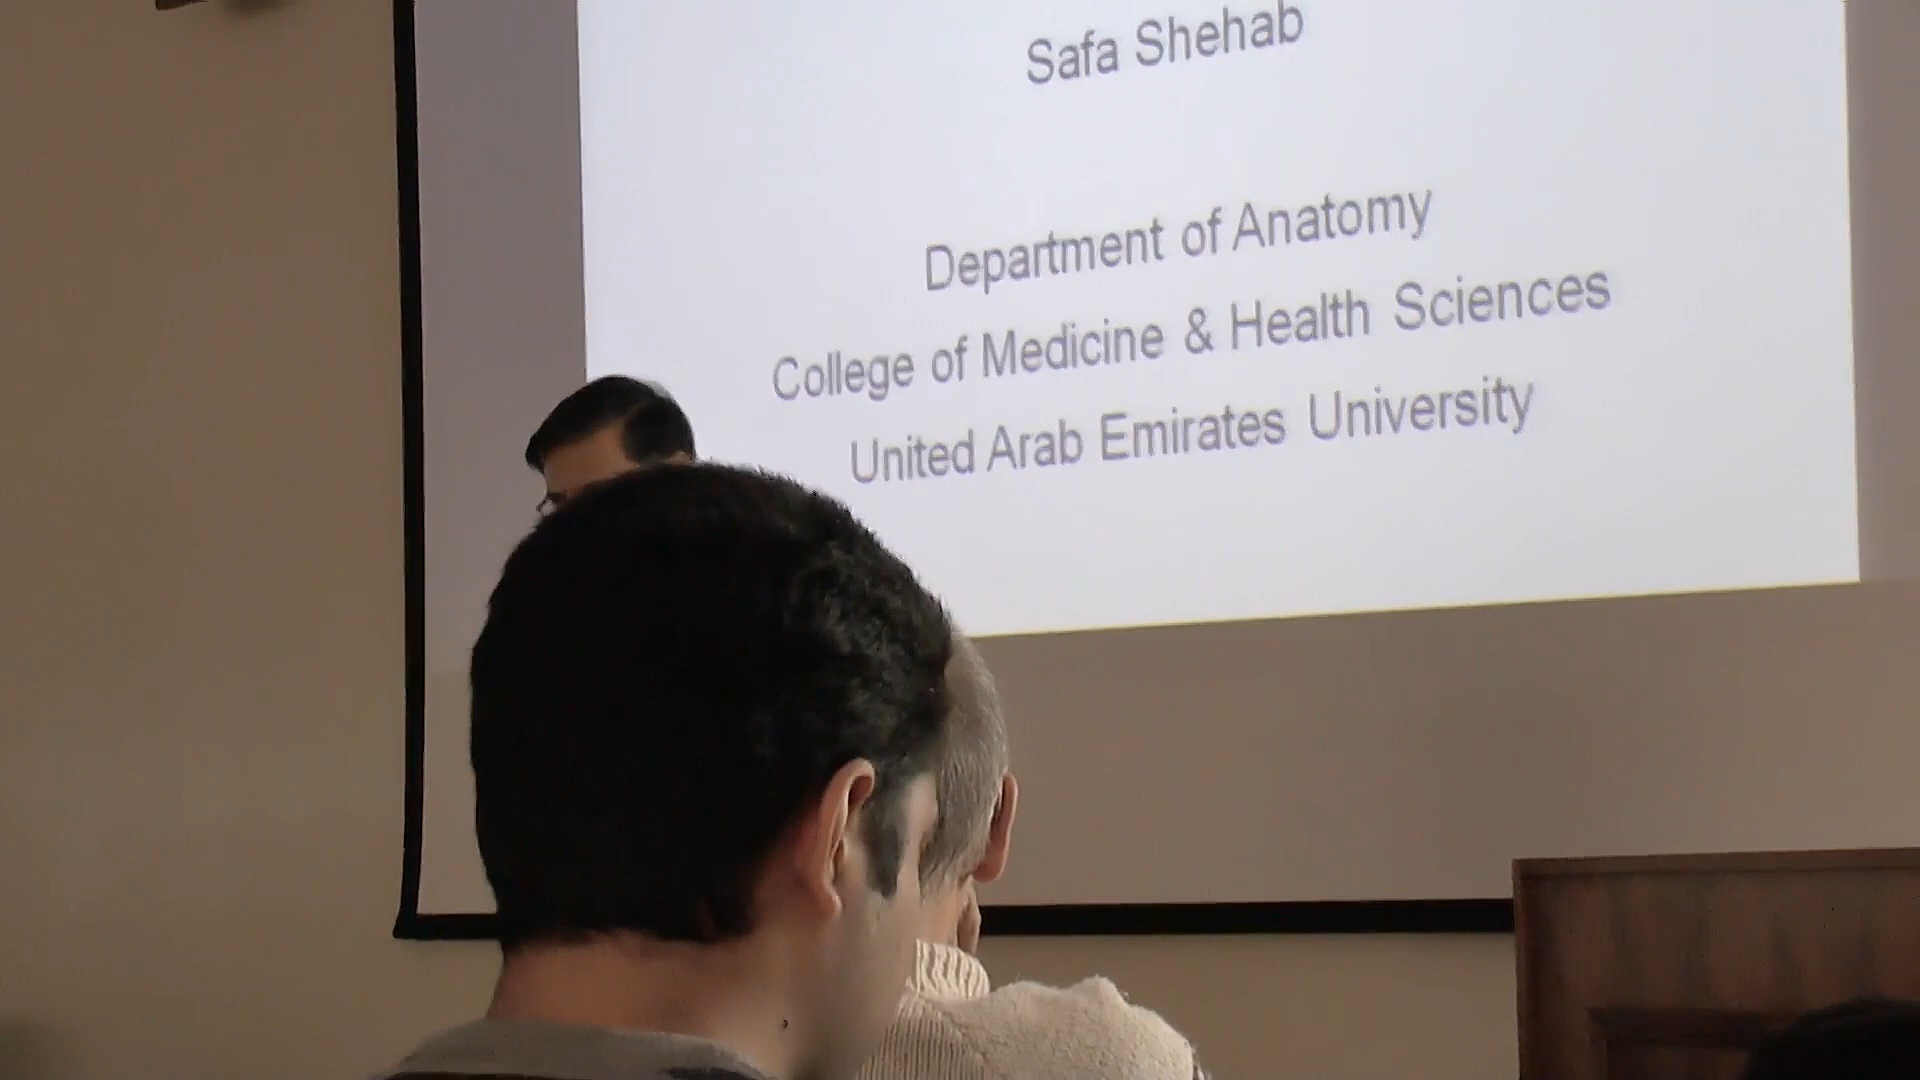 Safa Shehab
Department of Anatomy
College of Medicine & Health Sciences
United Arab Emirates University